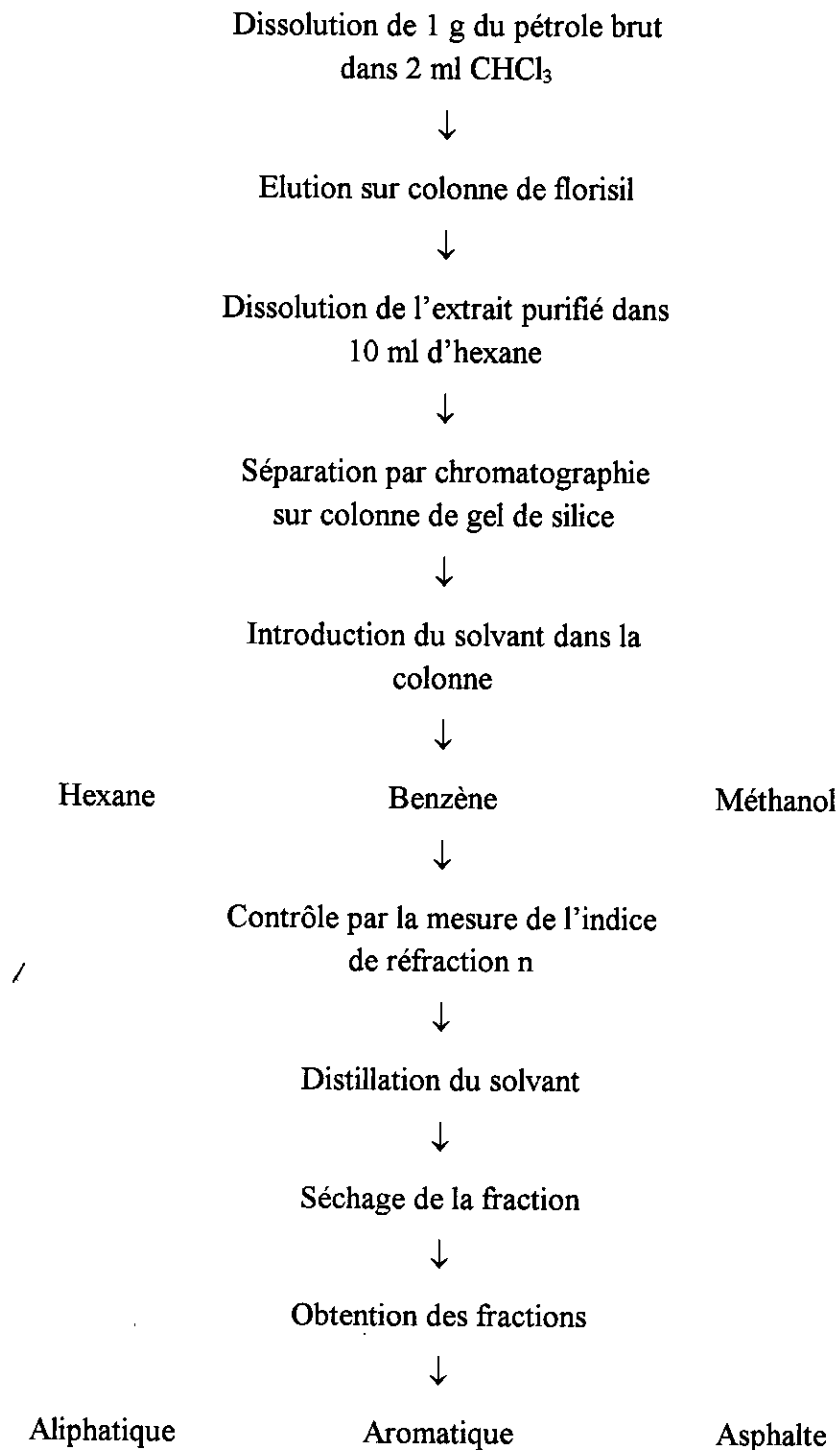 Dissolution de 1 g du pétrole brut
dans 2 ml CHCl₃
↓
Elution sur colonne de florisil
↓
Dissolution de l'extrait purifié dans
10 ml d'hexane
↓
Séparation par chromatographie
sur colonne de gel de silice
↓
Introduction du solvant dans la
colonne
↓
Hexane Benzène Méthanol
↓
Contrôle par la mesure de l'indice
de réfraction n
↓
Distillation du solvant
↓
Séchage de la fraction
↓
Obtention des fractions
↓
Aliphatique Aromatique Asphalte